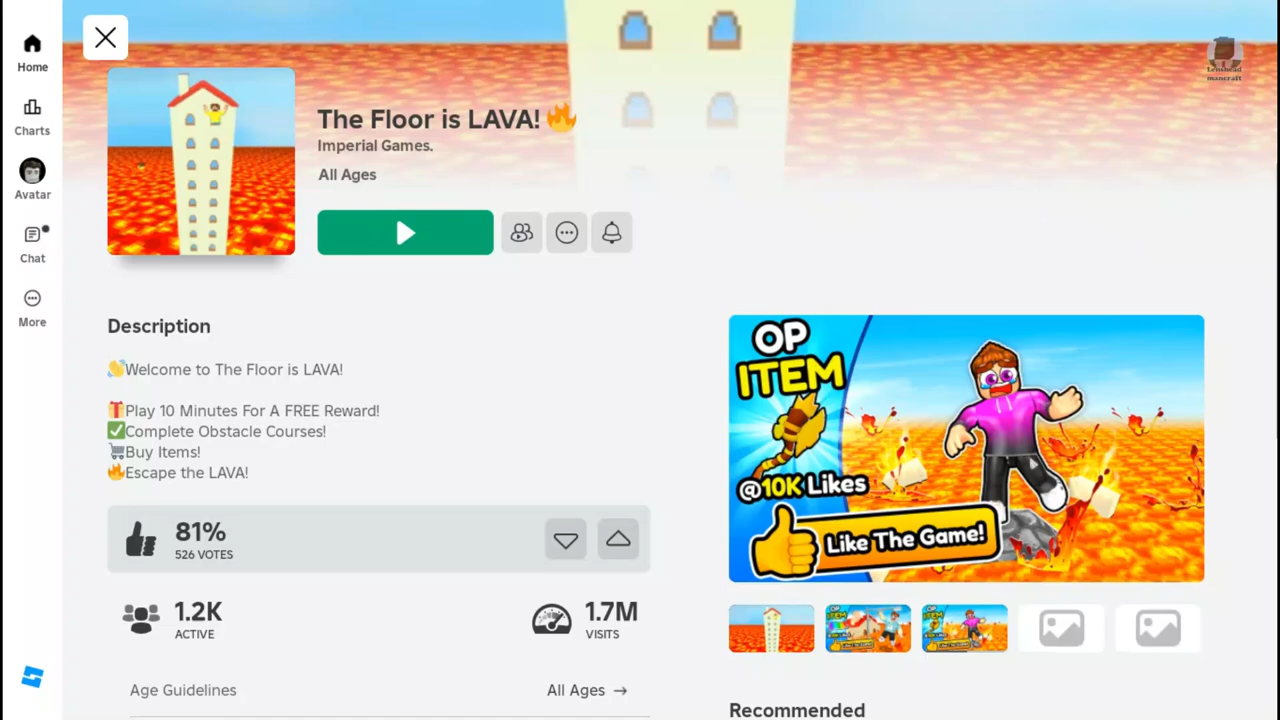 Home
Charts
Avatar
Chat
More
Lenshead
mancraft
The Floor is LAVA!🔥
Imperial Games.
All Ages
Description
👋Welcome to The Floor is LAVA!
🎁Play 10 Minutes For A FREE Reward!
✅Complete Obstacle Courses!
🛒Buy Items!
🔥Escape the LAVA!
81%
526 VOTES
1.2K
ACTIVE
1.7M
VISITS
Age Guidelines
All Ages →
OP
ITEM
@10K Likes
Like The Game!
Recommended